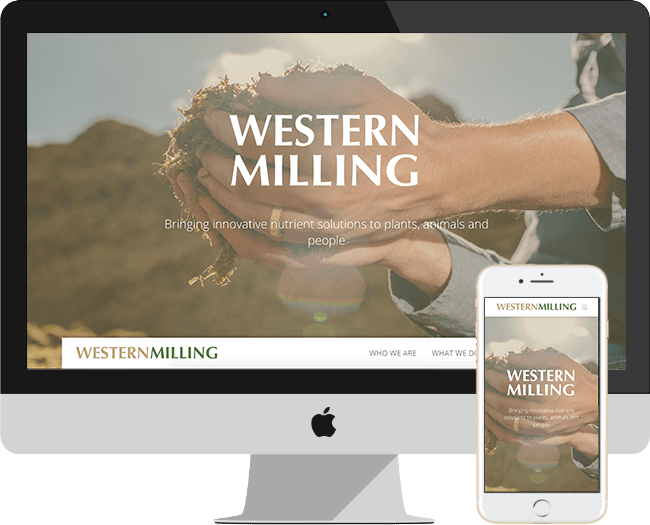 WESTERN
MILLING
Bringing innovative nutrient solutions to plants, animals and
people
WESTERNMILLING
WHO WE ARE WHAT WE DO
WESTERNMILLING
WESTERN
MILLING
Bringing innovative nutrient
solutions to plants, animals and
people